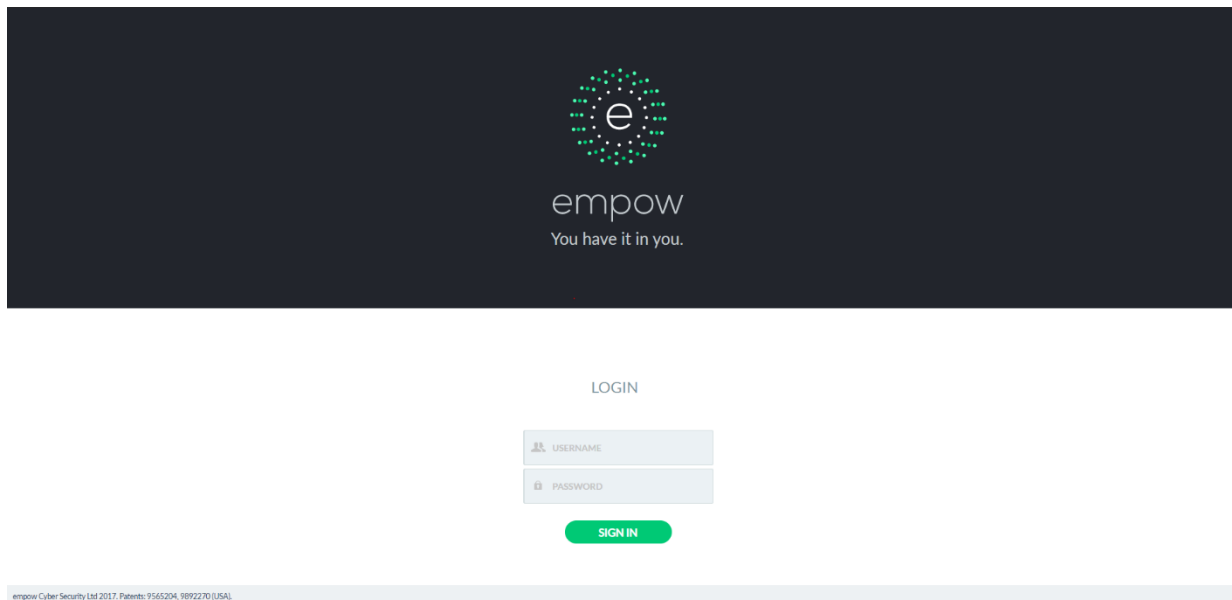 e
empow
You have it in you.
LOGIN
USERNAME
PASSWORD
SIGN IN
empow Cyber Security Ltd 2017. Patents: 9565204, 9892270 (USA).